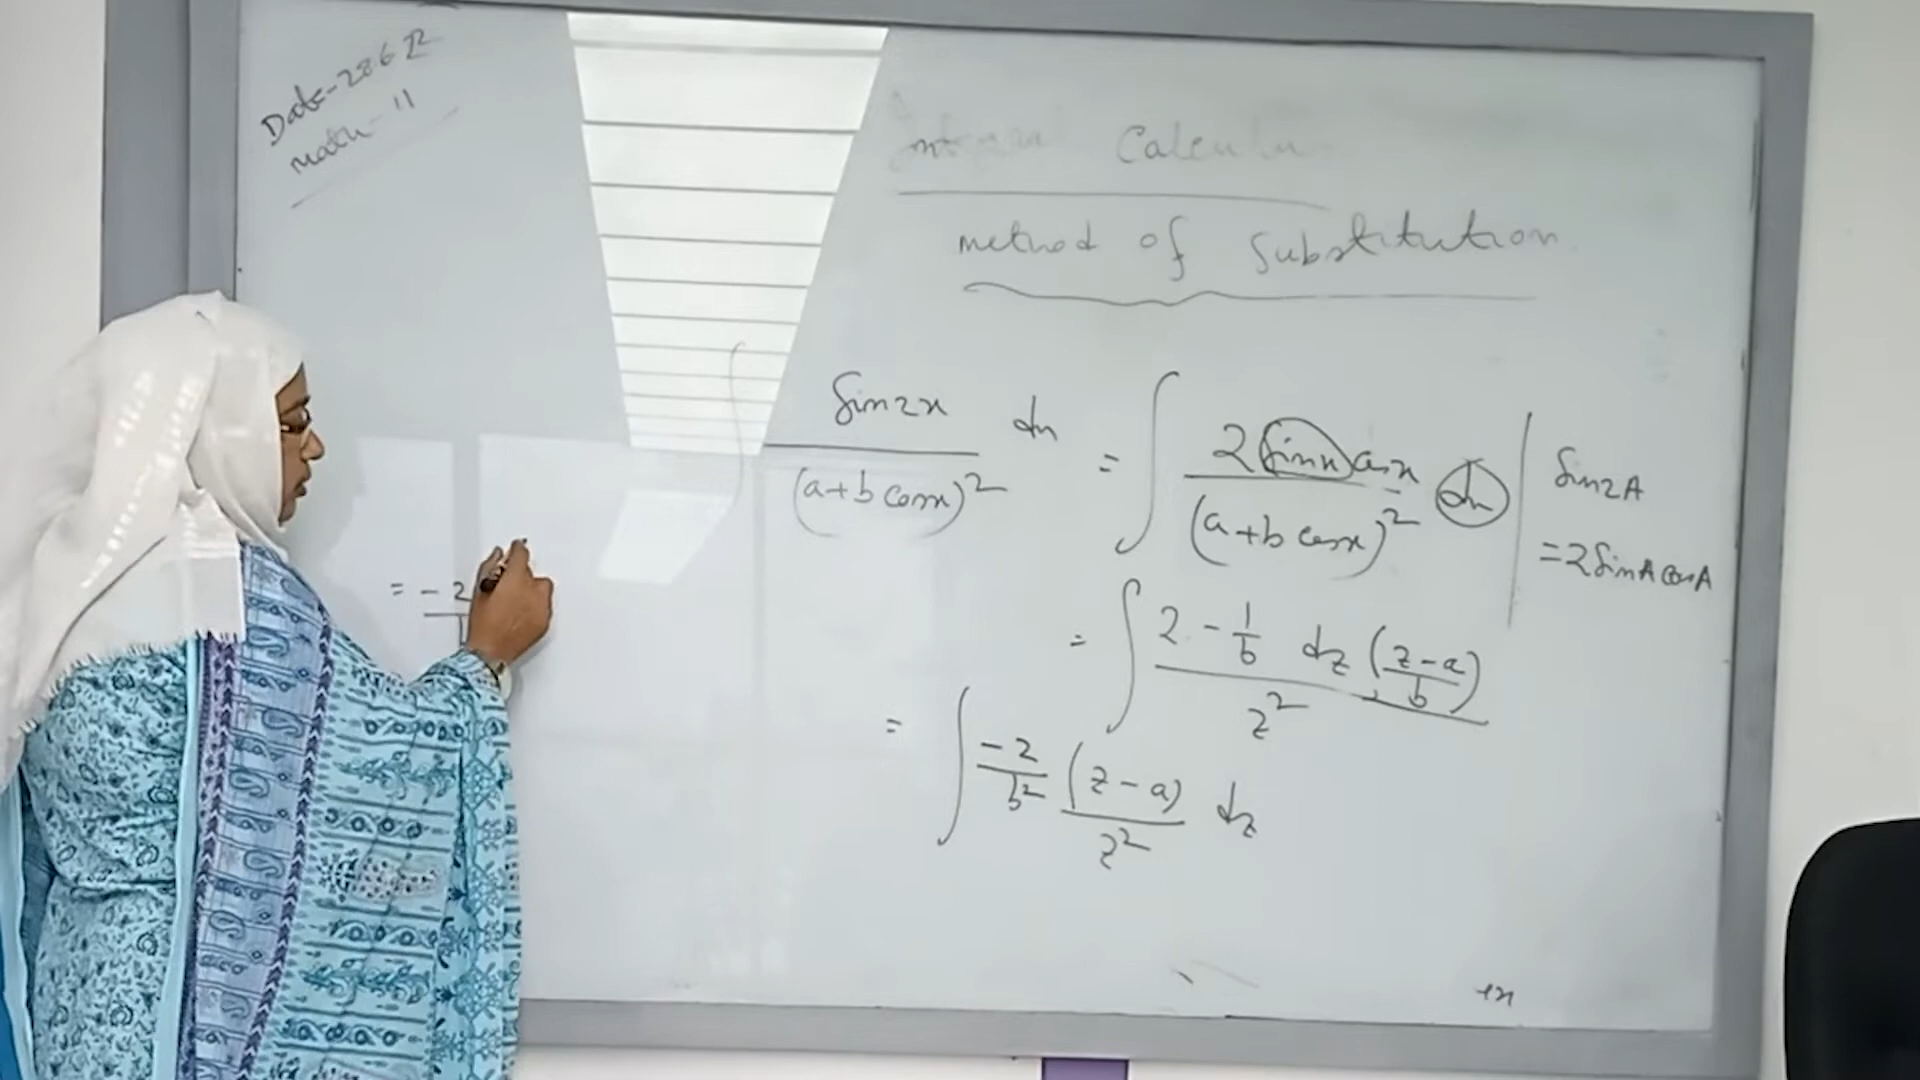 Date-28.6.22
Math-11
Integral Calculus
method of Substitution
∫ sin2x / (a+b cosx)² dx = ∫ 2 sinx cosx / (a+b cosx)² dx | sin2A
=2sinA cosA
= ∫ 2 - 1/b dz (z-a / b) / z²
= ∫ -2/b² (z-a) / z² dz
= -2